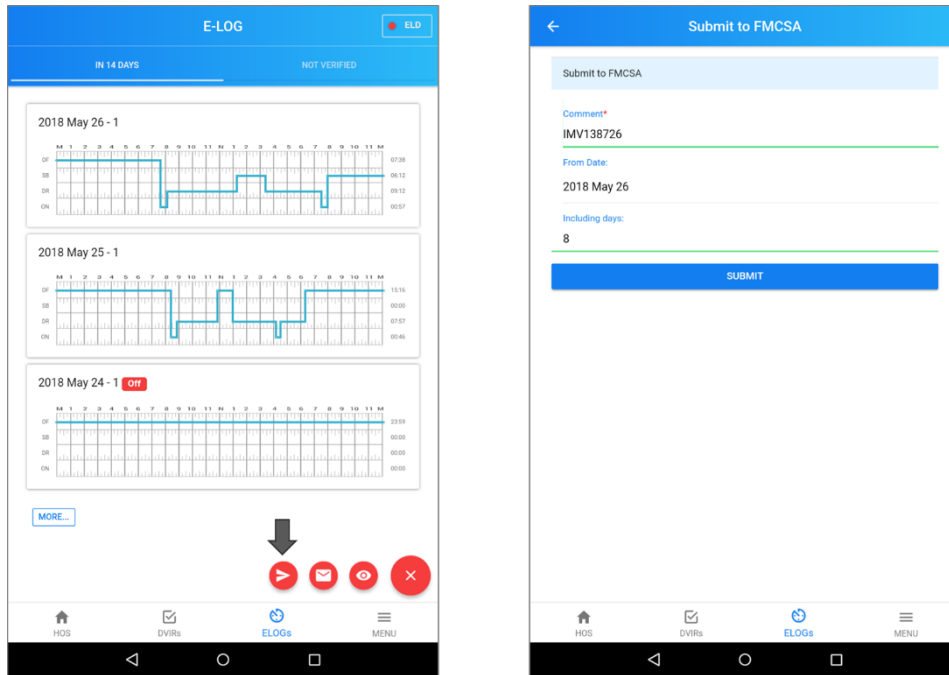 E-LOG
ELD
IN 14 DAYS
NOT VERIFIED
2018 May 26 - 1
M 1 2 3 4 5 6 7 8 9 10 11 N 1 2 3 4 5 6 7 8 9 10 11 M
OF 07:38
SB 06:12
DR 09:13
ON 00:57
2018 May 25 - 1
M 1 2 3 4 5 6 7 8 9 10 11 N 1 2 3 4 5 6 7 8 9 10 11 M
OF 15:16
SB 00:00
DR 07:57
ON 00:46
2018 May 24 - 1 Off
M 1 2 3 4 5 6 7 8 9 10 11 N 1 2 3 4 5 6 7 8 9 10 11 M
OF 23:59
SB 00:00
DR 00:00
ON 00:00
MORE...
HOS
DVIRs
ELOGs
MENU
Submit to FMCSA
Submit to FMCSA
Comment*
IMV138726
From Date:
2018 May 26
Including days:
8
SUBMIT
HOS
DVIRs
ELOGs
MENU